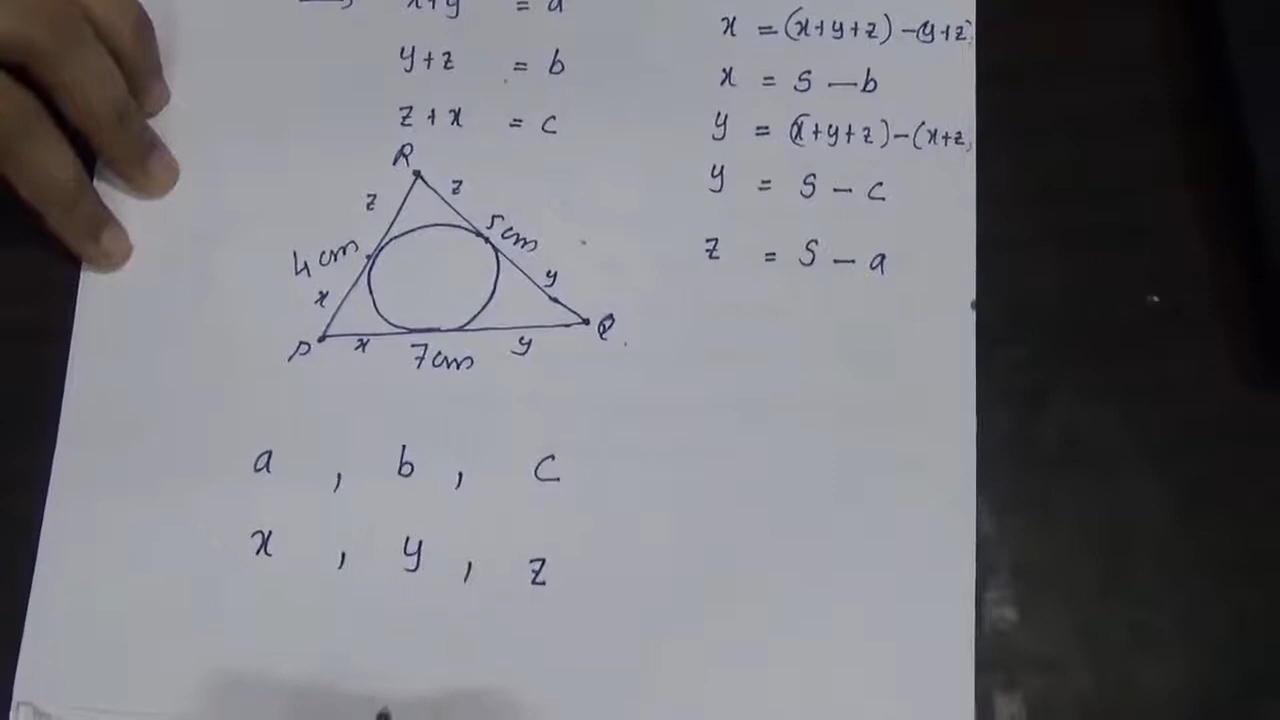 x+y = a
y+z = b
z+x = c
R
z z
4cm 5cm
x y
P Q
x 7cm y
a , b , c
x , y , z
x = (x+y+z) -(y+z)
x = S - b
y = (x+y+z) - (x+z)
y = S - c
z = S - a